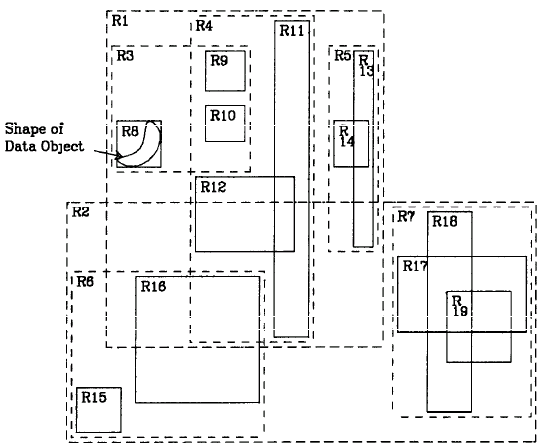 R1
R4
R11
R3
R9
R5
R
13
R10
Shape of
Data Object
R8
R
14
R12
R2
R7
R18
R17
R6
R16
R
19
R15